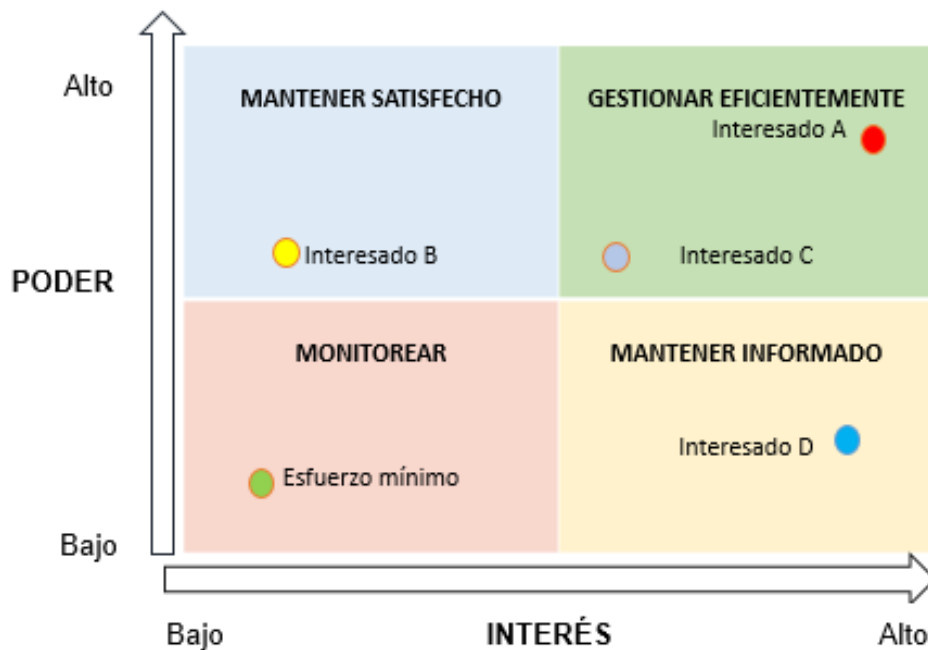 Alto
MANTENER SATISFECHO
GESTIONAR EFICIENTEMENTE
Interesado A
Interesado B
Interesado C
PODER
MONITOREAR
MANTENER INFORMADO
Interesado D
Esfuerzo mínimo
Bajo
Bajo
INTERÉS
Alto